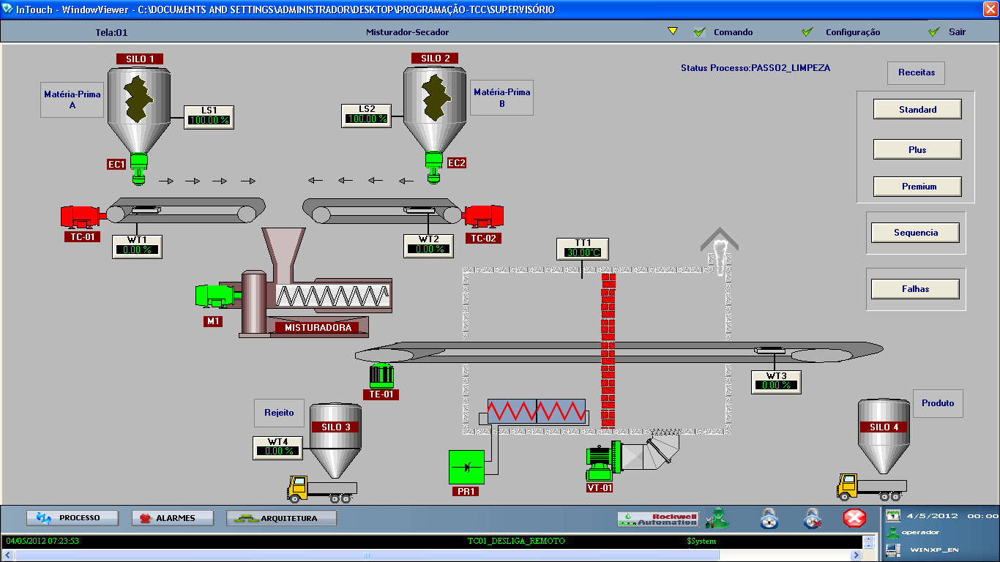 InTouch - WindowViewer - C:\DOCUMENTS AND SETTINGS\ADMINISTRADOR\DESKTOP\PROGRAMAÇÃO-TCC\SUPERVISÓRIO
Tela:01
Misturador-Secador
Comando
Configuração
Sair
SILO 1
SILO 2
Status Processo:PASSO2_LIMPEZA
Receitas
Matéria-Prima
A
LS1
100.00 %
LS2
100.00 %
Matéria-Prima
B
Standard
Plus
Premium
EC1
EC2
TC-01
WT1
0.00 %
WT2
0.00 %
TC-02
Sequencia
TT1
30.00°C
Falhas
M1
MISTURADORA
TE-01
WT3
0.00 %
Rejeito
SILO 3
WT4
0.00 %
Produto
SILO 4
PR1
VT-01
PROCESSO
ALARMES
ARQUITETURA
Rockwell
Automation
4/5/2012 00:00
operador
WINXP_EN
04/05/2012 07:23:53
TC01_DESLIGA_REMOTO
$System